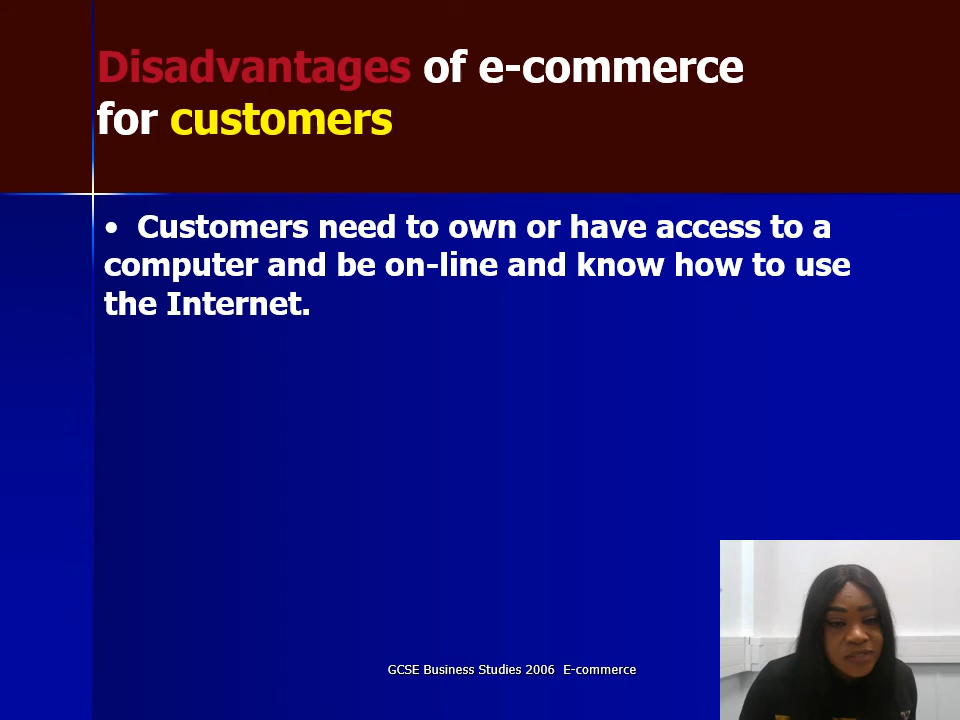 Disadvantages of e-commerce
for customers
• Customers need to own or have access to a
computer and be on-line and know how to use
the Internet.
GCSE Business Studies 2006 E-commerce